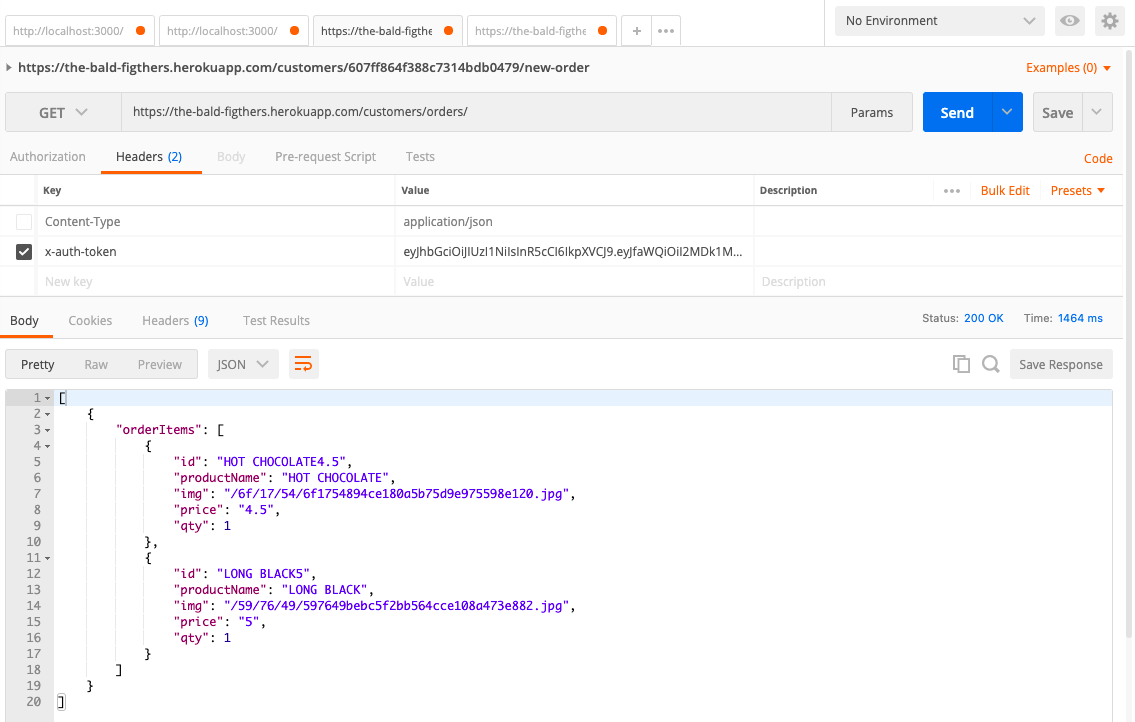 http://localhost:3000/ http://localhost:3000/ https://the-bald-figthe https://the-bald-figthe + ••• No Environment
https://the-bald-figthers.herokuapp.com/customers/607ff864f388c7314bdb0479/new-order Examples (0)
GET https://the-bald-figthers.herokuapp.com/customers/orders/ Params Send Save
Authorization Headers (2) Body Pre-request Script Tests Code
Key Value Description ••• Bulk Edit Presets
Content-Type application/json
x-auth-token eyJhbGciOiJIUzI1NiIsInR5cCI6IkpXVCJ9.eyJfaWQiOiI2MDk1M...
New key Value Description
Body Cookies Headers (9) Test Results Status: 200 OK Time: 1464 ms
Pretty Raw Preview JSON Save Response
1 [
2 {
3 "orderItems": [
4 {
5 "id": "HOT CHOCOLATE4.5",
6 "productName": "HOT CHOCOLATE",
7 "img": "/6f/17/54/6f1754894ce180a5b75d9e975598e120.jpg",
8 "price": "4.5",
9 "qty": 1
10 },
11 {
12 "id": "LONG BLACK5",
13 "productName": "LONG BLACK",
14 "img": "/59/76/49/597649bebc5f2bb564cce108a473e882.jpg",
15 "price": "5",
16 "qty": 1
17 }
18 ]
19 }
20 ]